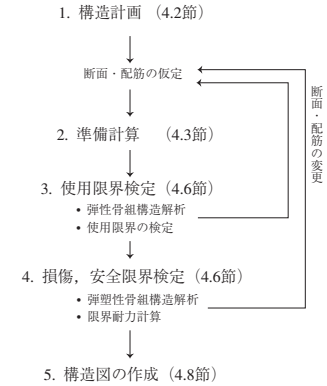 1. 構造計画（4.2節）
断面・配筋の仮定
2. 準備計算　（4.3節）
3. 使用限界検定（4.6節）
• 弾性骨組構造解析
• 使用限界の検定
4. 損傷，安全限界検定（4.6節）
• 弾塑性骨組構造解析
• 限界耐力計算
5. 構造図の作成（4.8節）
断面・配筋の変更